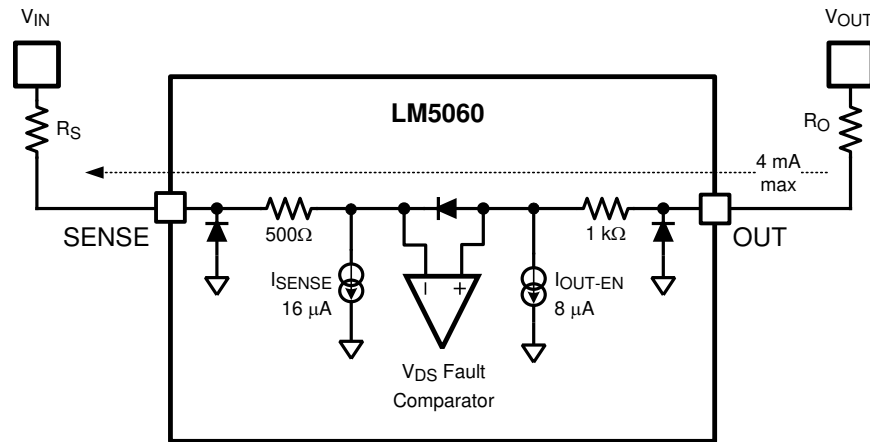 VIN
VOUT
LM5060
RS
RO
4 mA
max
SENSE
500Ω
1 kΩ
OUT
ISENSE
16 μA
IOUT-EN
8 μA
− +
VDS Fault
Comparator